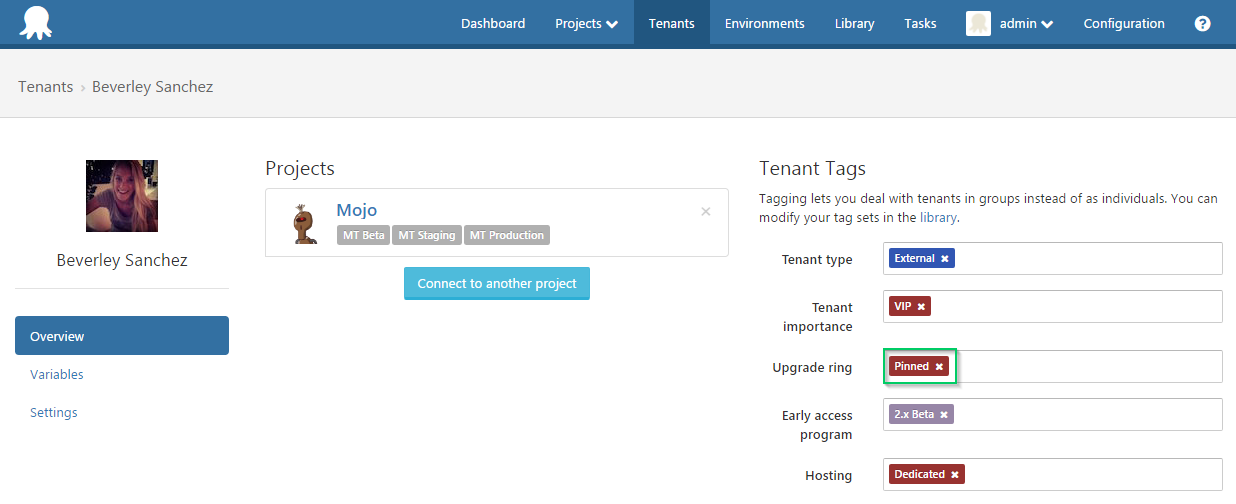 Dashboard Projects Tenants Environments Library Tasks admin Configuration ?
Tenants › Beverley Sanchez
Beverley Sanchez
Overview
Variables
Settings
Projects
Mojo
MT Beta MT Staging MT Production
×
Connect to another project
Tenant Tags
Tagging lets you deal with tenants in groups instead of as individuals. You can
modify your tag sets in the library.
Tenant type External ×
Tenant
importance
VIP ×
Upgrade ring Pinned ×
Early access
program
2.x Beta ×
Hosting Dedicated ×